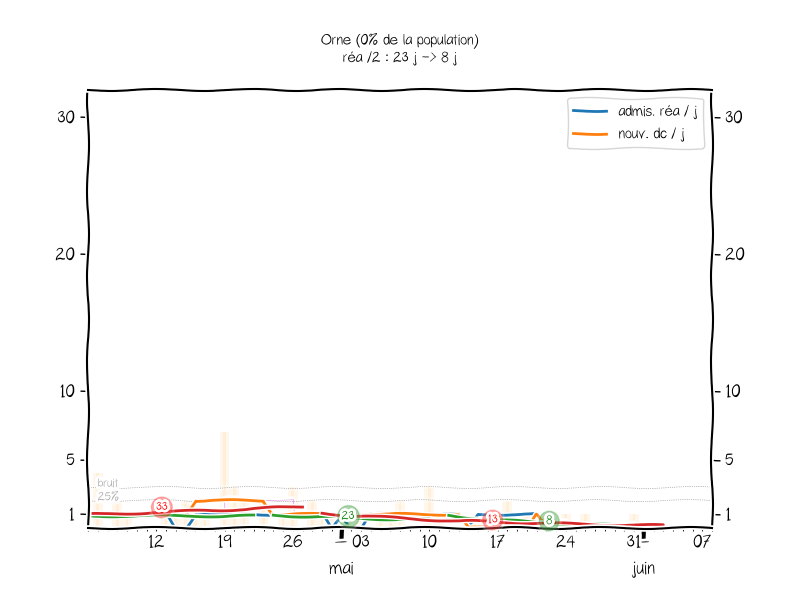 Orne (0% de la population)
réa /2 : 23 j -> 8 j
admis. réa / j
nouv. dc / j
30
30
20
20
10
10
5
5
bruit
25%
33
23
13
8
1
1
12 19 26 03 10 17 24 31 07
mai juin